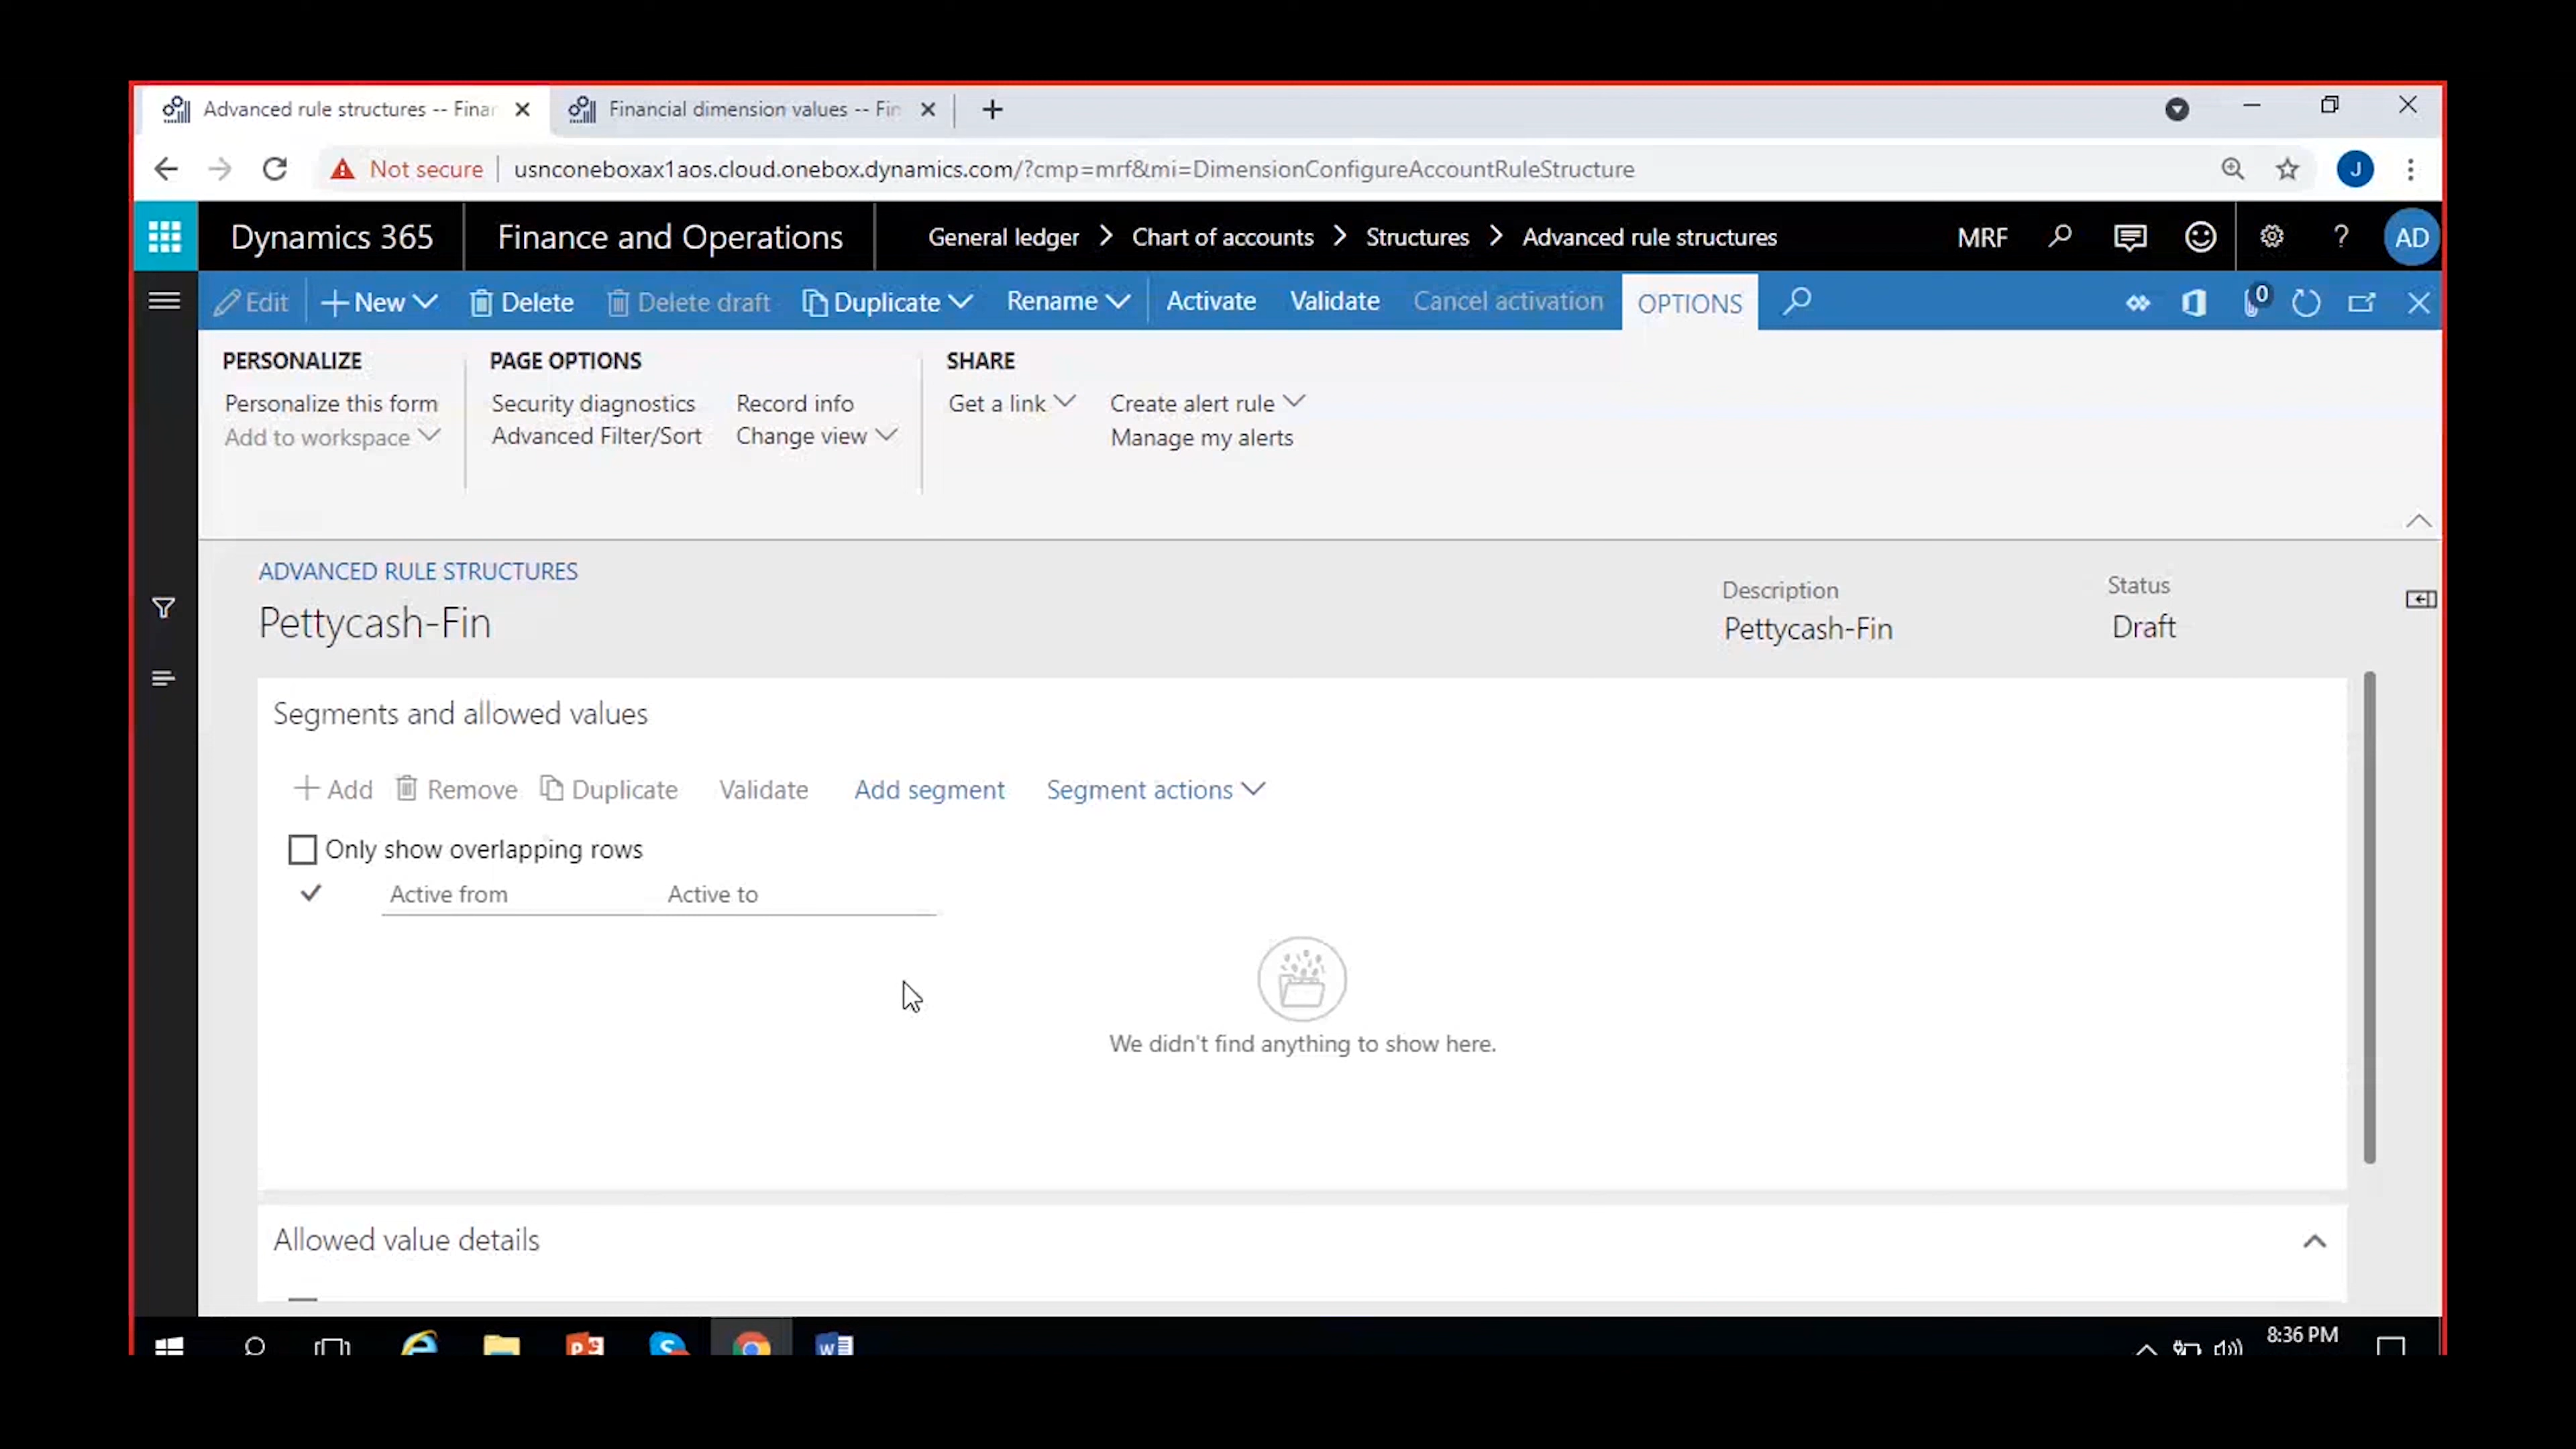 Advanced rule structures -- Finar
Financial dimension values -- Fin
Not secure
usnconeboxax1aos.cloud.onebox.dynamics.com/?cmp=mrf&mi=DimensionConfigureAccountRuleStructure
J
Dynamics 365
Finance and Operations
General ledger > Chart of accounts > Structures > Advanced rule structures
MRF
?
AD
Edit
+ New
Delete
Delete draft
Duplicate
Rename
Activate
Validate
Cancel activation
OPTIONS
0
PERSONALIZE
Personalize this form
Add to workspace
PAGE OPTIONS
Security diagnostics
Advanced Filter/Sort
Record info
Change view
SHARE
Get a link
Create alert rule
Manage my alerts
ADVANCED RULE STRUCTURES
Pettycash-Fin
Description
Pettycash-Fin
Status
Draft
Segments and allowed values
+ Add
Remove
Duplicate
Validate
Add segment
Segment actions
Only show overlapping rows
Active from
Active to
We didn't find anything to show here.
Allowed value details
8:36 PM